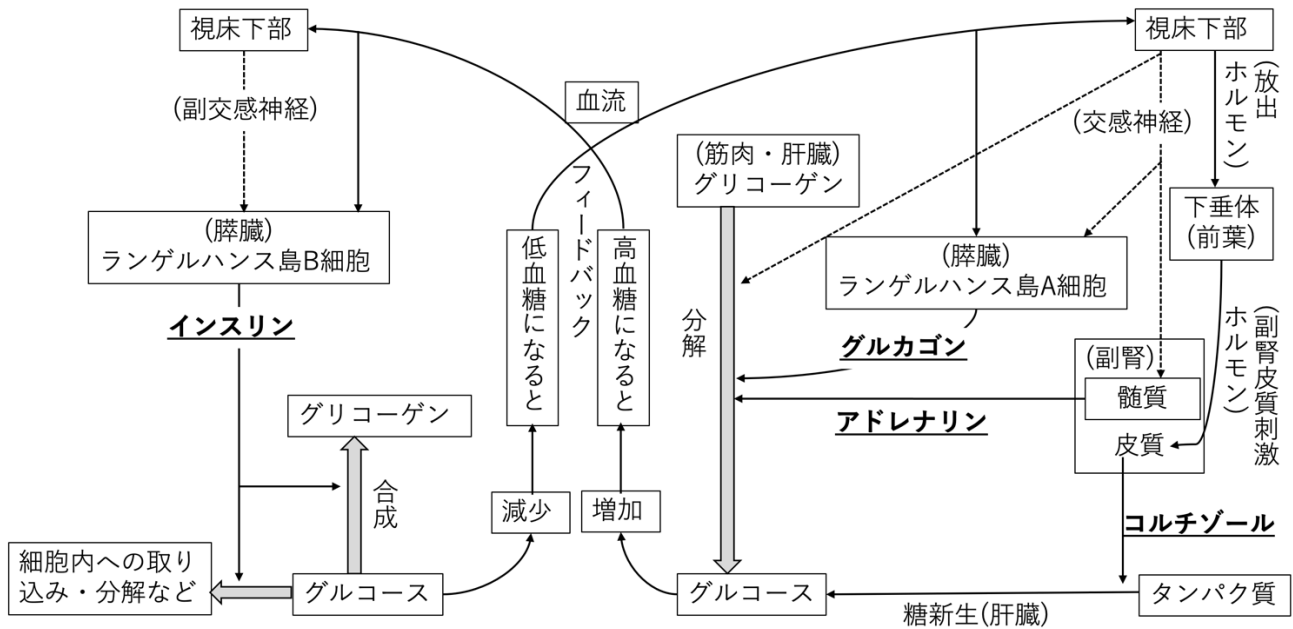 視床下部
(副交感神経)
(膵臓)
ランゲルハンス島B細胞
インスリン
グリコーゲン
合成
細胞内への取り
込み・分解など
グルコース
減少
低血糖になると
血流
フィードバック
高血糖になると
増加
(筋肉・肝臓)
グリコーゲン
分解
グルコース
視床下部
(交感神経)
(放出
ホルモン)
下垂体
(前葉)
(膵臓)
ランゲルハンス島A細胞
グルカゴン
アドレナリン
(副腎)
髄質
皮質
(副腎皮質刺激
ホルモン)
コルチゾール
タンパク質
糖新生(肝臓)